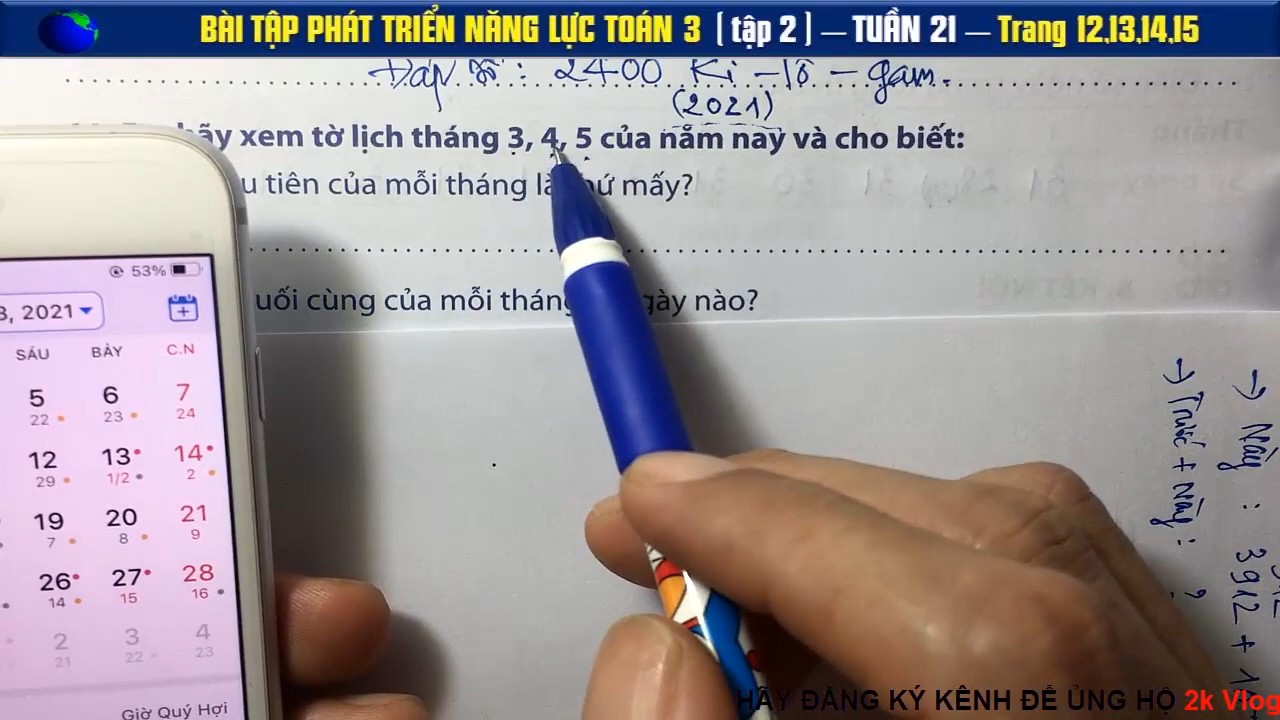 BÀI TẬP PHÁT TRIỂN NĂNG LỰC TOÁN 3 ( tập 2 ) — TUẦN 21 — Trang 12,13,14,15
Đáp số: 2400 ki-lô-gam.
(2021)
hãy xem tờ lịch tháng 3, 4, 5 của năm nay và cho biết:
u tiên của mỗi tháng là thứ mấy?
uối cùng của mỗi tháng ngày nào?
53%
3, 2021
SÁU BẢY C.N
5 6 7
22 23 24
12 13 14
29 1/2 2
19 20 21
7 8 9
26 27 28
14 15 16
2 3 4
21 22 23
Giờ Quý Hợi
→ Này : 3912 +
→ Trước + Này : ?
HÃY ĐĂNG KÝ KÊNH ĐỂ ỦNG HỘ 2k Vlog